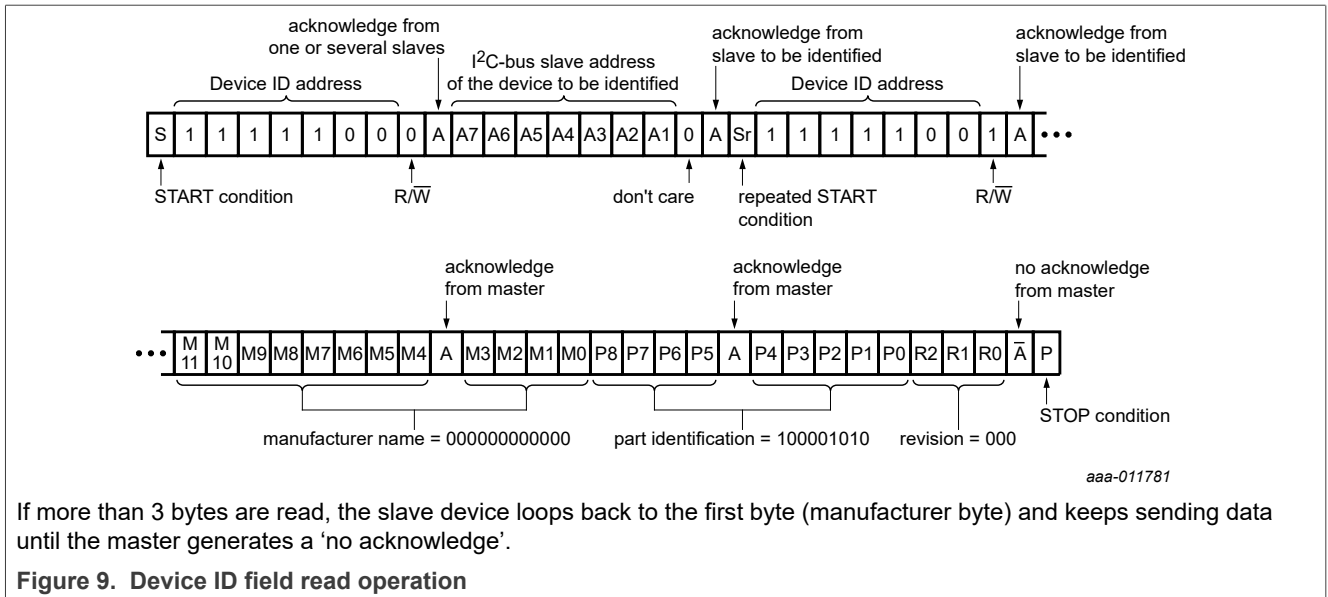 acknowledge from
one or several slaves
I2C-bus slave address
of the device to be identified
acknowledge from
slave to be identified
acknowledge from
slave to be identified
Device ID address
Device ID address
S 1 1 1 1 1 0 0 0 A A7 A6 A5 A4 A3 A2 A1 0 A Sr 1 1 1 1 1 0 0 1 A •••
START condition
R/W̅
don't care
repeated START
condition
R/W̅
acknowledge
from master
acknowledge
from master
no acknowledge
from master
••• M11 M10 M9 M8 M7 M6 M5 M4 A M3 M2 M1 M0 P8 P7 P6 P5 A P4 P3 P2 P1 P0 R2 R1 R0 A̅ P
manufacturer name = 000000000000
part identification = 100001010
revision = 000
STOP condition
aaa-011781
If more than 3 bytes are read, the slave device loops back to the first byte (manufacturer byte) and keeps sending data
until the master generates a ‘no acknowledge’.
Figure 9. Device ID field read operation